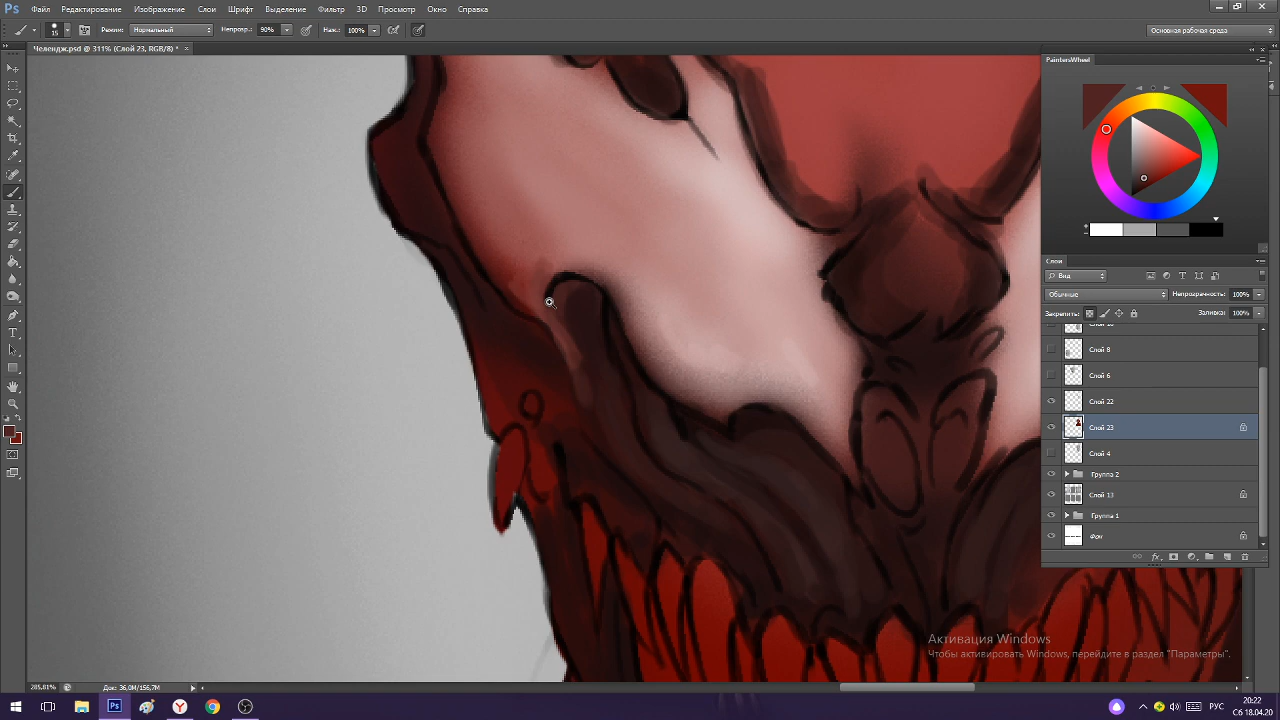 Ps Файл Редактирование Изображение Слои Шрифт Выделение Фильтр 3D Просмотр Окно Справка
15 Режим: Нормальный Непрозр.: 90% Наж.: 100% Основная рабочая среда
Челендж.psd @ 311% (Слой 23, RGB/8) *
PaintersWheel
Слои
Вид
Обычные Непрозрачность: 100%
Закрепить: Заливка: 100%
Слой 8
Слой 6
Слой 22
Слой 23
Слой 4
Группа 2
Слой 13
Группа 1
Фон
Активация Windows
Чтобы активировать Windows, перейдите в раздел "Параметры".
285,81% Док: 36,0M/156,7M
РУС
20:22
Сб 18.04.20